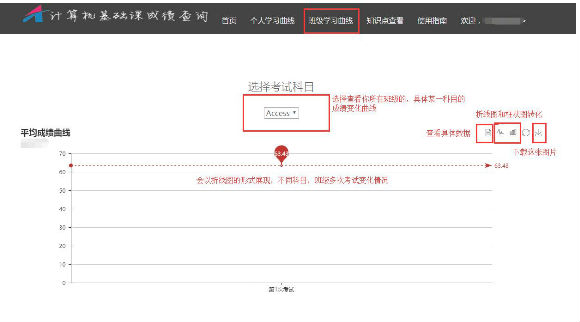 计算机基础课成绩查询
首页 个人学习曲线 班级学习曲线 知识点查看 使用指南 欢迎,
选择考试科目
Access
选择查看你所在班级的、具体某一科目的
成绩变化曲线
折线图和柱状图转化
平均成绩曲线
查看具体数据
下载这张图片
70
63.48
63.48
60
会以折线图的形式展现,不同科目,班级多次考试变化情况
50
40
30
20
10
0
第1次考试